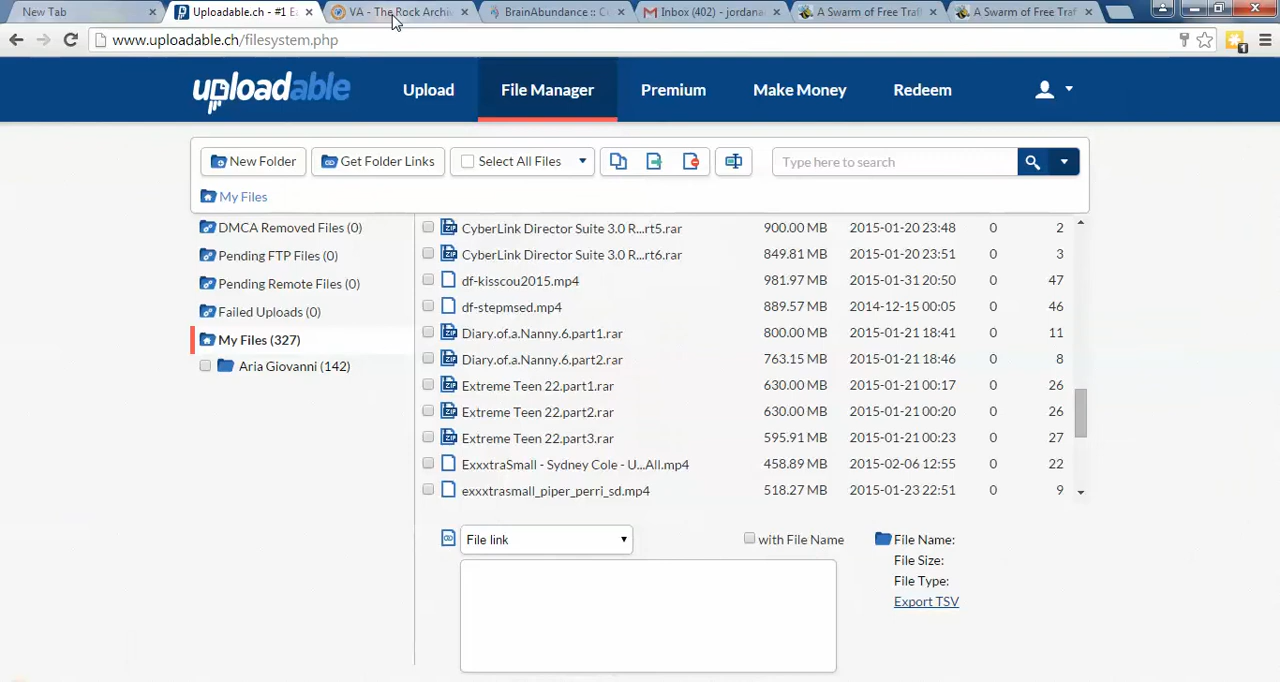 New Tab
Uploadable.ch - #1 E
VA - The Rock Archi
BrainAbundance :: C
Inbox (402) - jordana
A Swarm of Free Traf
A Swarm of Free Traf
www.uploadable.ch/filesystem.php
1
uploadable
Upload
File Manager
Premium
Make Money
Redeem
New Folder
Get Folder Links
Select All Files
Type here to search
My Files
DMCA Removed Files (0)
Pending FTP Files (0)
Pending Remote Files (0)
Failed Uploads (0)
My Files (327)
Aria Giovanni (142)
CyberLink Director Suite 3.0 R...rt5.rar 900.00 MB 2015-01-20 23:48 0 2
CyberLink Director Suite 3.0 R...rt6.rar 849.81 MB 2015-01-20 23:51 0 3
df-kisscou2015.mp4 981.97 MB 2015-01-31 20:50 0 47
df-stepmsed.mp4 889.57 MB 2014-12-15 00:05 0 46
Diary.of.a.Nanny.6.part1.rar 800.00 MB 2015-01-21 18:41 0 11
Diary.of.a.Nanny.6.part2.rar 763.15 MB 2015-01-21 18:46 0 8
Extreme Teen 22.part1.rar 630.00 MB 2015-01-21 00:17 0 26
Extreme Teen 22.part2.rar 630.00 MB 2015-01-21 00:20 0 26
Extreme Teen 22.part3.rar 595.91 MB 2015-01-21 00:23 0 27
ExxxtraSmall - Sydney Cole - U...All.mp4 458.89 MB 2015-02-06 12:55 0 22
exxxtrasmall_piper_perri_sd.mp4 518.27 MB 2015-01-23 22:51 0 9
File link
with File Name
File Name:
File Size:
File Type:
Export TSV